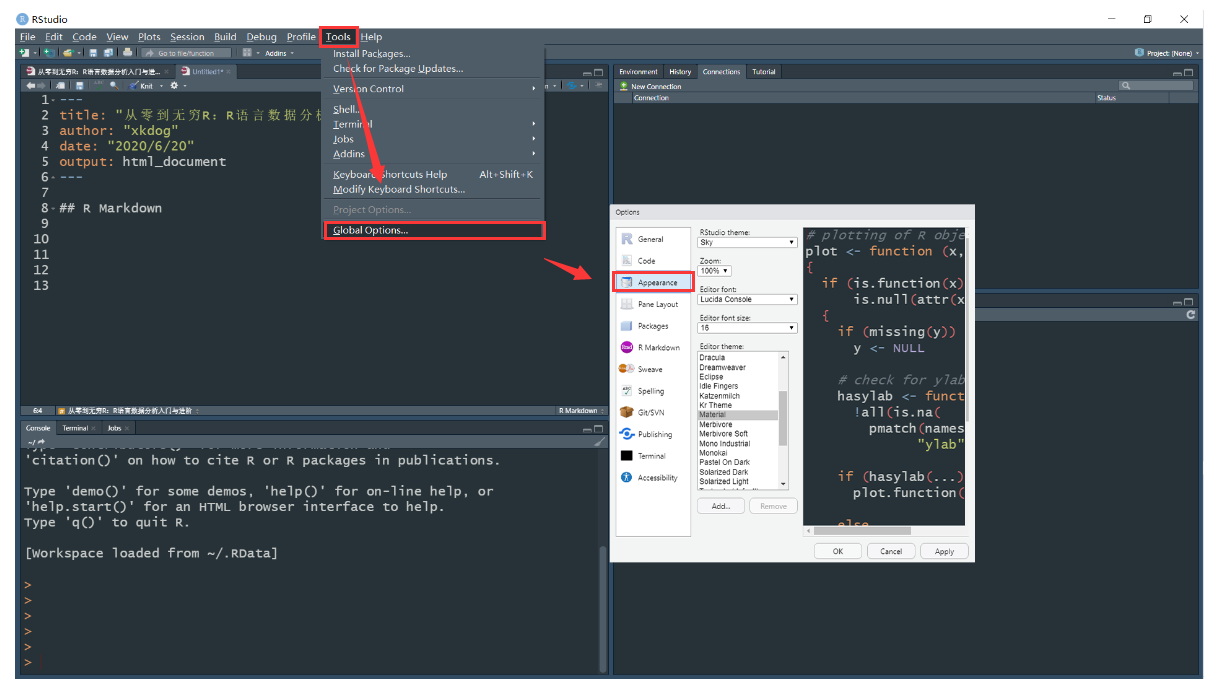 RStudio
File Edit Code View Plots Session Build Debug Profile Tools Help
Go to file/function Addins Project: (None)
从零到无穷R: R语言数据分析入门与进... Untitled1*
Knit
1 ---
2 title: "从零到无穷R: R语言数据分析
3 author: "xkdog"
4 date: "2020/6/20"
5 output: html_document
6 ---
7
8 ## R Markdown
9
10
11
12
13
6:4 从零到无穷R: R语言数据分析入门与进阶 R Markdown
Install Packages...
Check for Package Updates...
Version Control
Shell...
Terminal
Jobs
Addins
Keyboard Shortcuts Help Alt+Shift+K
Modify Keyboard Shortcuts...
Project Options...
Global Options...
Console Terminal Jobs
~/
'citation()' on how to cite R or R packages in publications.
Type 'demo()' for some demos, 'help()' for on-line help, or
'help.start()' for an HTML browser interface to help.
Type 'q()' to quit R.
[Workspace loaded from ~/.RData]
>
>
>
>
>
>
Environment History Connections Tutorial
New Connection
Connection Status
Options
General
Code
Appearance
Pane Layout
Packages
R Markdown
Sweave
Spelling
Git/SVN
Publishing
Terminal
Accessibility
RStudio theme:
Sky
Zoom:
100%
Editor font:
Lucida Console
Editor font size:
16
Editor theme:
Dracula
Dreamweaver
Eclipse
Idle Fingers
Katzenmilch
Kr Theme
Material
Merbivore
Merbivore Soft
Mono Industrial
Monokai
Pastel On Dark
Solarized Dark
Solarized Light
Add... Remove
# plotting of R obje
plot <- function (x,
{
if (is.function(x)
is.null(attr(x
{
if (missing(y))
y <- NULL
# check for ylab
hasylab <- funct
!all(is.na(
pmatch(names
"ylab"
if (hasylab(...)
plot.function(
else
OK Cancel Apply